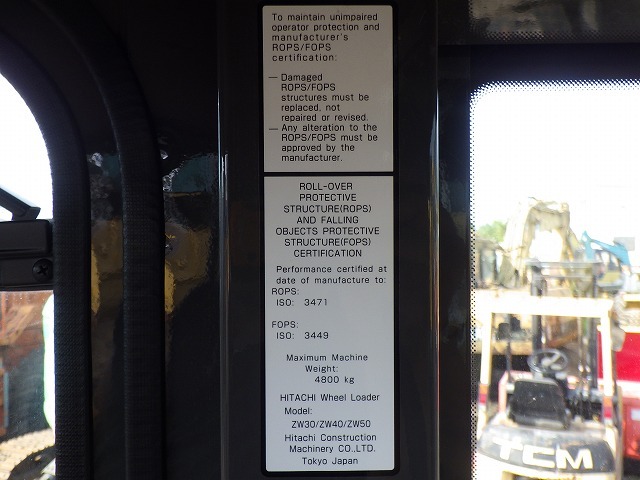 To maintain unimpaired
operator protection and
manufacturer's
ROPS/FOPS
certification:
— Damaged
ROPS/FOPS
structures must be
replaced, not
repaired or revised.
— Any alteration to the
ROPS/FOPS must be
approved by the
manufacturer.
ROLL-OVER
PROTECTIVE
STRUCTURE(ROPS)
AND FALLING
OBJECTS PROTECTIVE
STRUCTURE(FOPS)
CERTIFICATION
Performance certified at
date of manufacture to:
ROPS:
ISO: 3471
FOPS:
ISO: 3449
Maximum Machine
Weight:
4800 kg
HITACHI Wheel Loader
Model:
ZW30/ZW40/ZW50
Hitachi Construction
Machinery CO.,LTD.
Tokyo Japan
TCM